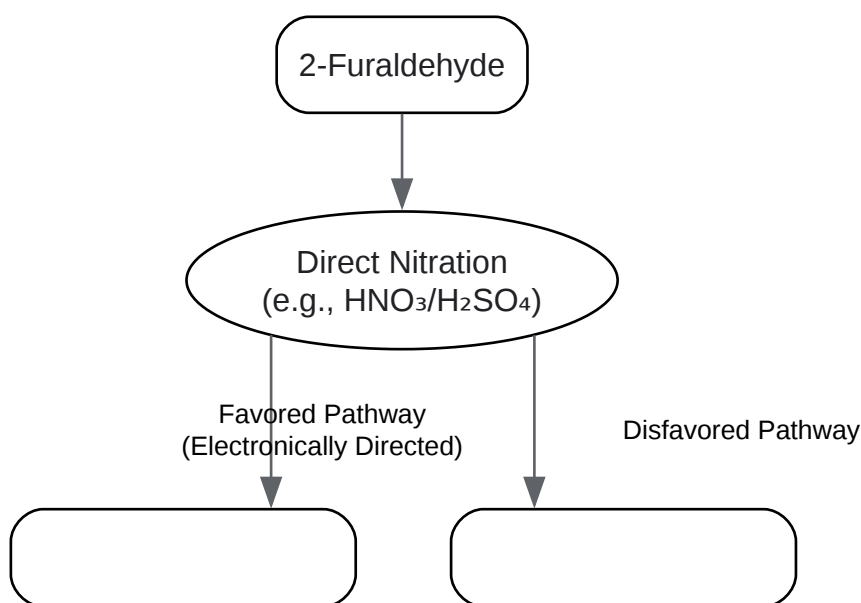 2-Furaldehyde
Direct Nitration
(e.g., HNO₃/H₂SO₄)
Favored Pathway
(Electronically Directed)
Disfavored Pathway